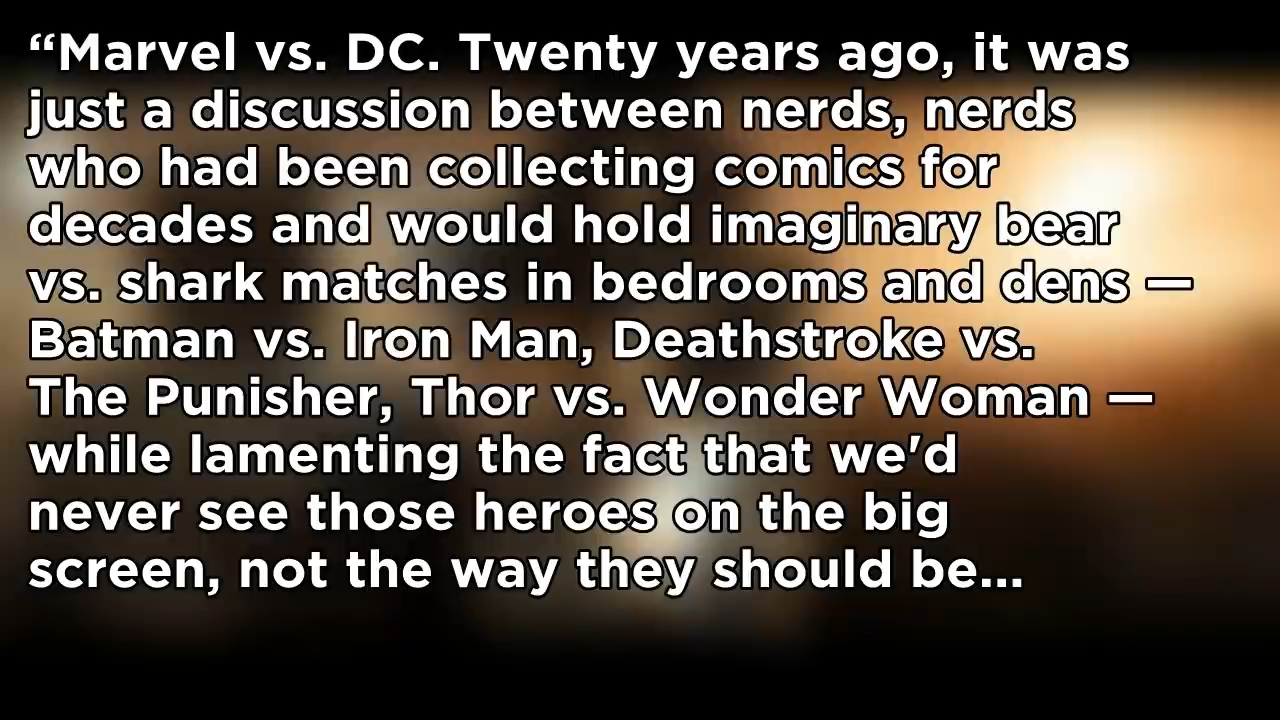 “Marvel vs. DC. Twenty years ago, it was
just a discussion between nerds, nerds
who had been collecting comics for
decades and would hold imaginary bear
vs. shark matches in bedrooms and dens —
Batman vs. Iron Man, Deathstroke vs.
The Punisher, Thor vs. Wonder Woman —
while lamenting the fact that we'd
never see those heroes on the big
screen, not the way they should be...